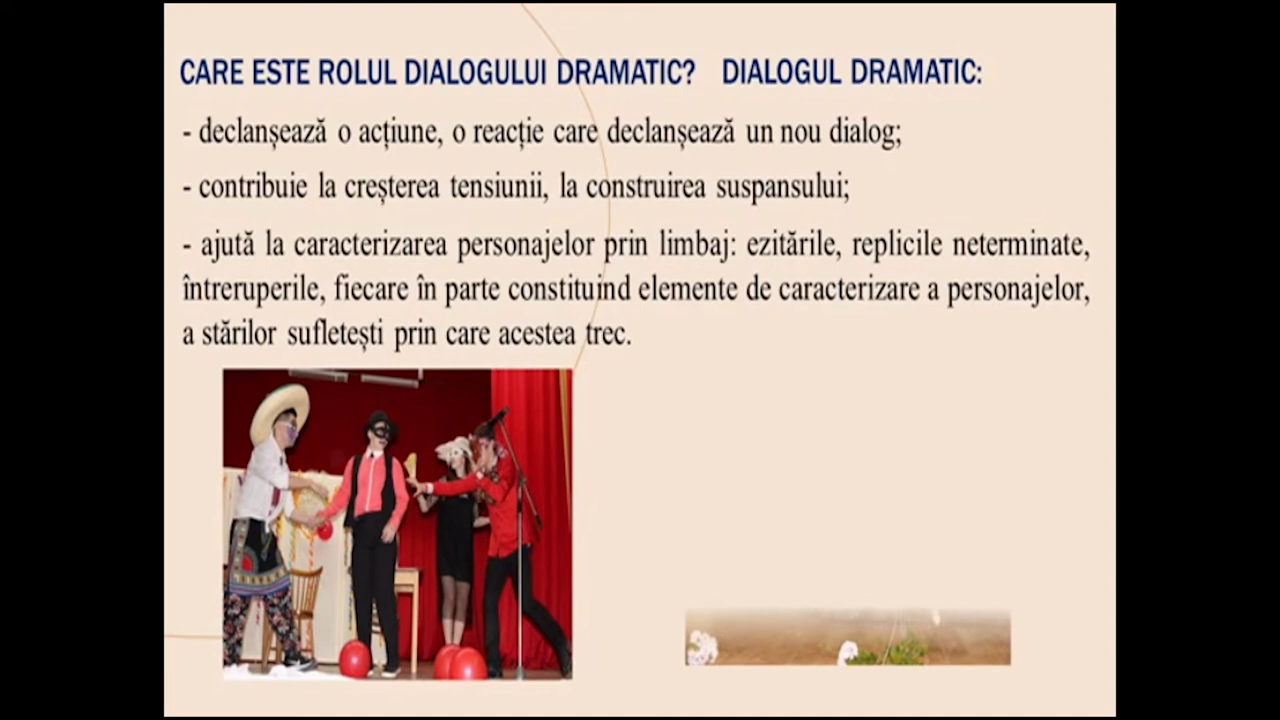 CARE ESTE ROLUL DIALOGULUI DRAMATIC? DIALOGUL DRAMATIC:
- declanșează o acțiune, o reacție care declanșează un nou dialog;
- contribuie la creșterea tensiunii, la construirea suspansului;
- ajută la caracterizarea personajelor prin limbaj: ezitările, replicile neterminate,
întreruperile, fiecare în parte constituind elemente de caracterizare a personajelor,
a stărilor sufletești prin care acestea trec.